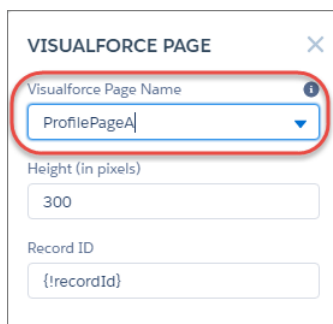 VISUALFORCE PAGE
Visualforce Page Name
ProfilePageA
Height (in pixels)
300
Record ID
{!recordId}